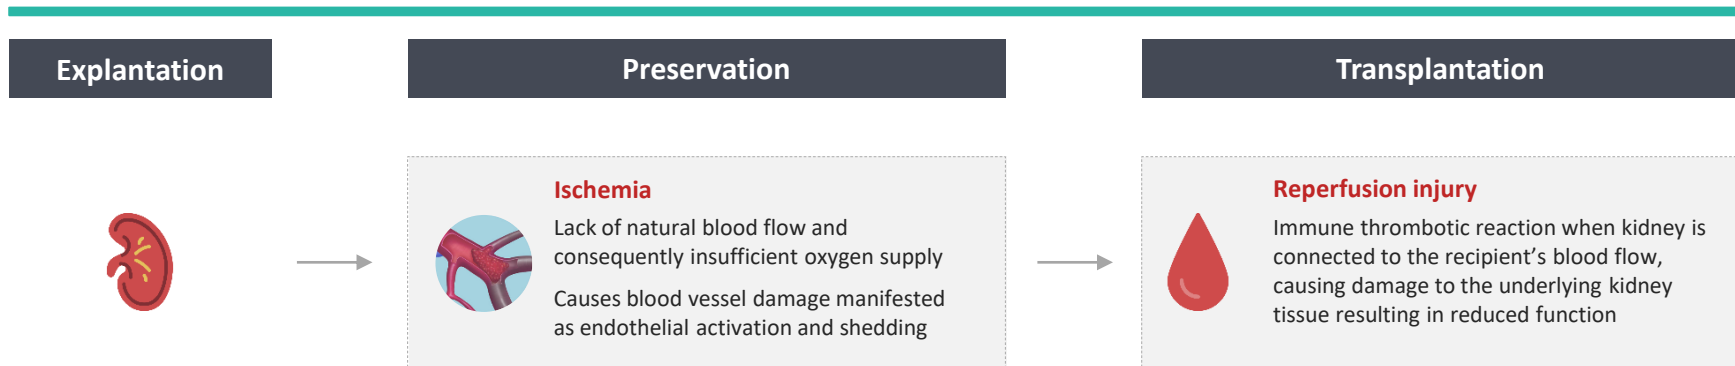 Explantation
Preservation
Transplantation
Ischemia
Lack of natural blood flow and
consequently insufficient oxygen supply
Causes blood vessel damage manifested
as endothelial activation and shedding
Reperfusion injury
Immune thrombotic reaction when kidney is
connected to the recipient’s blood flow,
causing damage to the underlying kidney
tissue resulting in reduced function